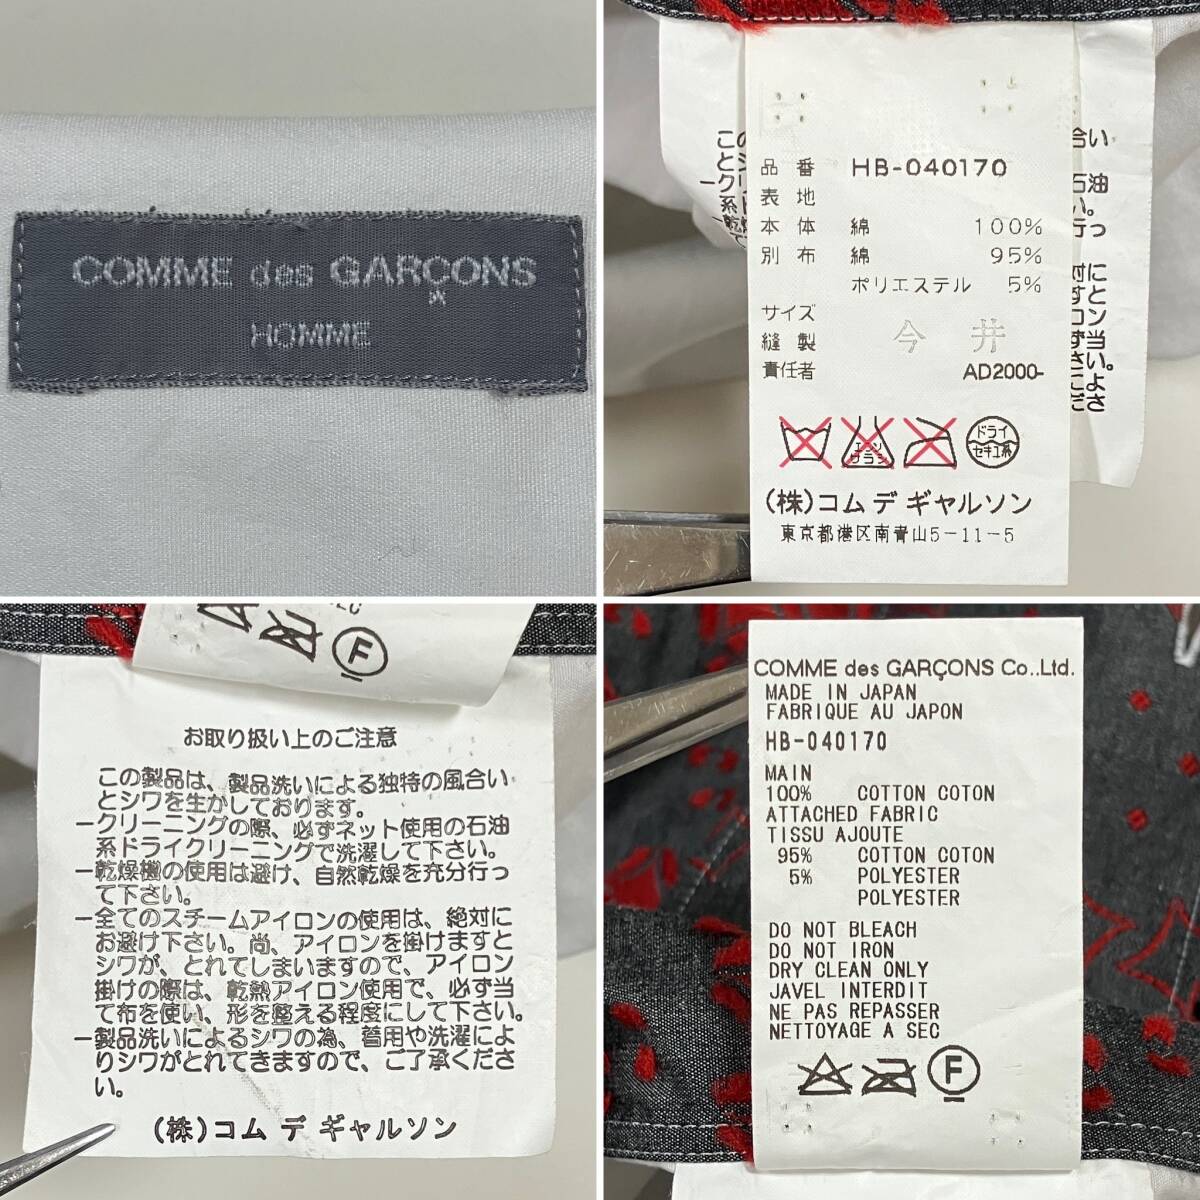 COMME des GARÇONS
HOMME
品番 HB-040170
表地
本体 綿 100%
別布 綿 95%
ポリエステル 5%
サイズ
縫製 今井
責任者 AD2000-
エンソ
サラシ
ドライ
セキユ系
(株)コム デ ギャルソン
東京都港区南青山5-11-5
F
お取り扱い上のご注意
この製品は、製品洗いによる独特の風合い
とシワを生かしております。
ークリーニングの際、必ずネット使用の石油
系ドライクリーニングで洗濯して下さい。
ー乾燥機の使用は避け、自然乾燥を充分行っ
て下さい。
ー全てのスチームアイロンの使用は、絶対に
お避け下さい。尚、アイロンを掛けますと
シワが、とれてしまいますので、アイロン
掛けの際は、乾熱アイロン使用で、必ず当
て布を使い、形を整える程度にして下さい。
ー製品洗いによるシワの為、着用や洗濯によ
りシワがとれてきますので、ご了承くださ
い。
(株)コム デ ギャルソン
COMME des GARÇONS Co..Ltd.
MADE IN JAPAN
FABRIQUE AU JAPON
HB-040170
MAIN
100% COTTON COTON
ATTACHED FABRIC
TISSU AJOUTE
95% COTTON COTON
5% POLYESTER
POLYESTER
DO NOT BLEACH
DO NOT IRON
DRY CLEAN ONLY
JAVEL INTERDIT
NE PAS REPASSER
NETTOYAGE A SEC
F